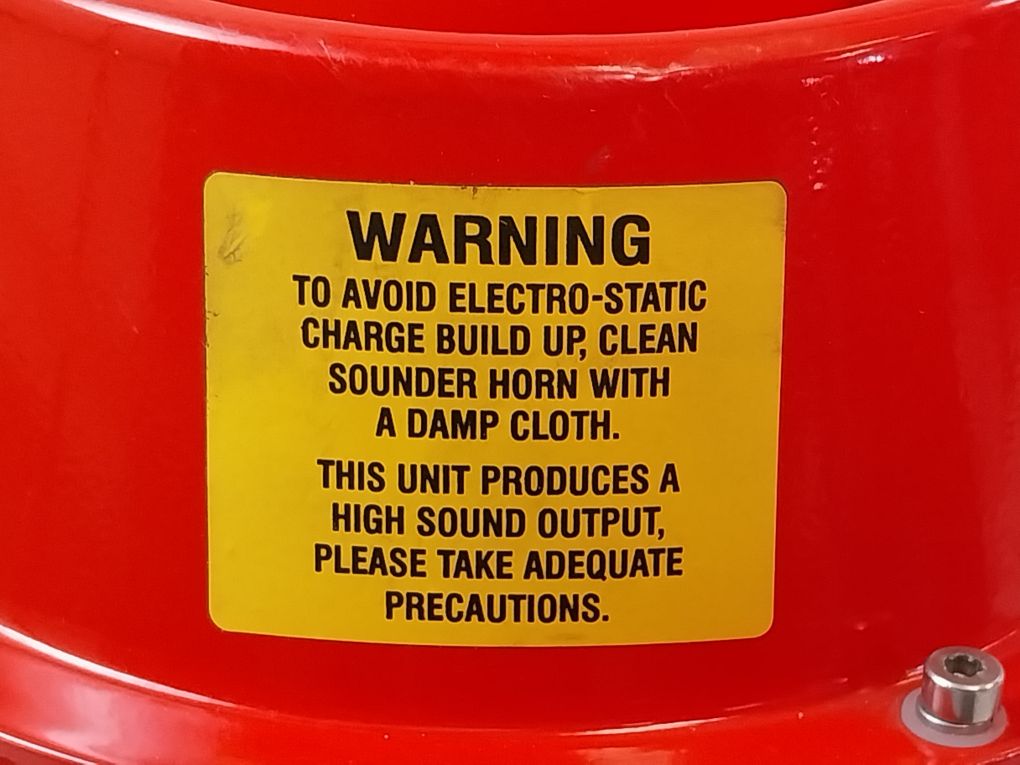 WARNING
TO AVOID ELECTRO-STATIC
CHARGE BUILD UP, CLEAN
SOUNDER HORN WITH
A DAMP CLOTH.
THIS UNIT PRODUCES A
HIGH SOUND OUTPUT,
PLEASE TAKE ADEQUATE
PRECAUTIONS.